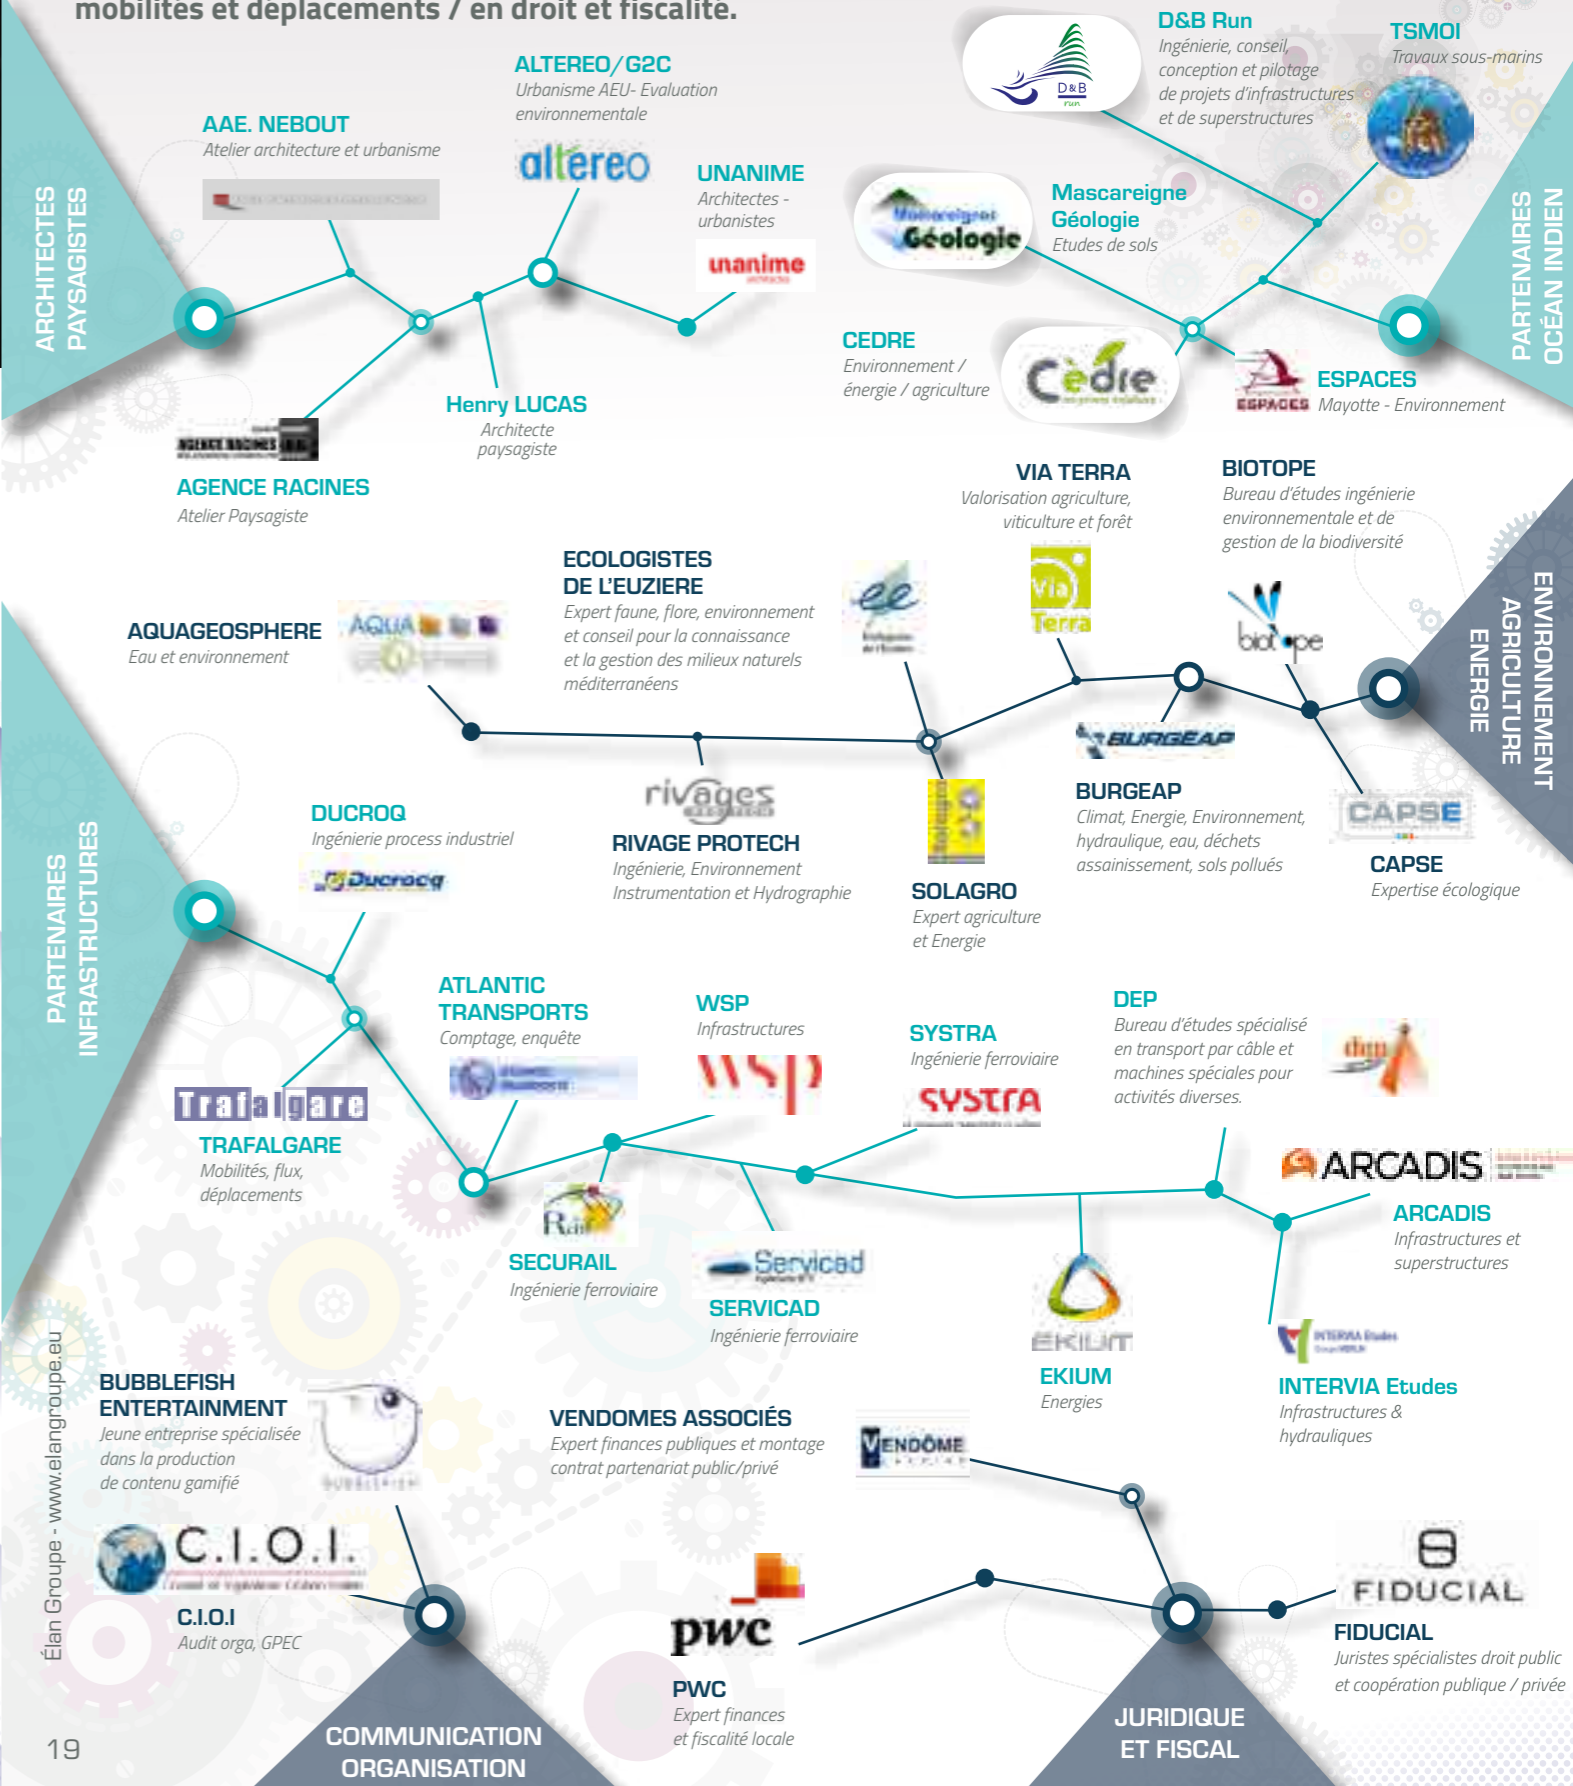 mobilités et déplacements / en droit et fiscalité.
ARCHITECTES
PAYSAGISTES
AAE. NEBOUT
Atelier architecture et urbanisme
ALTEREO/G2C
Urbanisme AEU- Evaluation
environnementale
altereo
UNANIME
Architectes -
urbanistes
unanime
architectes
Henry LUCAS
Architecte
paysagiste
AGENCE RACINES
AGENCE RACINES
Atelier Paysagiste
PARTENAIRES
OCÉAN INDIEN
D&B
run
D&B Run
Ingénierie, conseil,
conception et pilotage
de projets d'infrastructures
et de superstructures
TSMOI
Travaux sous-marins
Mascareignes
Géologie
Mascareigne
Géologie
Etudes de sols
CEDRE
Environnement /
énergie / agriculture
Cèdre
ESPACES
ESPACES
Mayotte - Environnement
ENVIRONNEMENT
AGRICULTURE
ENERGIE
VIA TERRA
Valorisation agriculture,
viticulture et forêt
Via
Terra
BIOTOPE
Bureau d'études ingénierie
environnementale et de
gestion de la biodiversité
biotope
ECOLOGISTES
DE L'EUZIERE
Expert faune, flore, environnement
et conseil pour la connaissance
et la gestion des milieux naturels
méditerranéens
ee
AQUAGEOSPHERE
Eau et environnement
AQUA
rivages
PROTECH
RIVAGE PROTECH
Ingénierie, Environnement
Instrumentation et Hydrographie
Solagro
SOLAGRO
Expert agriculture
et Energie
BURGEAP
BURGEAP
Climat, Energie, Environnement,
hydraulique, eau, déchets
assainissement, sols pollués
CAPSE
CAPSE
Expertise écologique
PARTENAIRES
INFRASTRUCTURES
DUCROQ
Ingénierie process industriel
Ducrocq
Trafalgare
TRAFALGARE
Mobilités, flux,
déplacements
ATLANTIC
TRANSPORTS
Comptage, enquête
WSP
Infrastructures
wsp
SYSTRA
Ingénierie ferroviaire
SYSTRA
DEP
Bureau d'études spécialisé
en transport par câble et
machines spéciales pour
activités diverses.
ARCADIS
ARCADIS
Infrastructures et
superstructures
SECURAIL
Ingénierie ferroviaire
Servicad
SERVICAD
Ingénierie ferroviaire
EKIUM
EKIUM
Energies
INTERVIA Etudes
INTERVIA Etudes
Infrastructures &
hydrauliques
BUBBLEFISH
ENTERTAINMENT
Jeune entreprise spécialisée
dans la production
de contenu gamifié
BUBBLEFISH
C.I.O.I.
C.I.O.I
Audit orga, GPEC
COMMUNICATION
ORGANISATION
VENDOMES ASSOCIÉS
Expert finances publiques et montage
contrat partenariat public/privé
VENDÔME
pwc
PWC
Expert finances
et fiscalité locale
FIDUCIAL
FIDUCIAL
Juristes spécialistes droit public
et coopération publique / privée
JURIDIQUE
ET FISCAL
Élan Groupe - www.elangroupe.eu
19